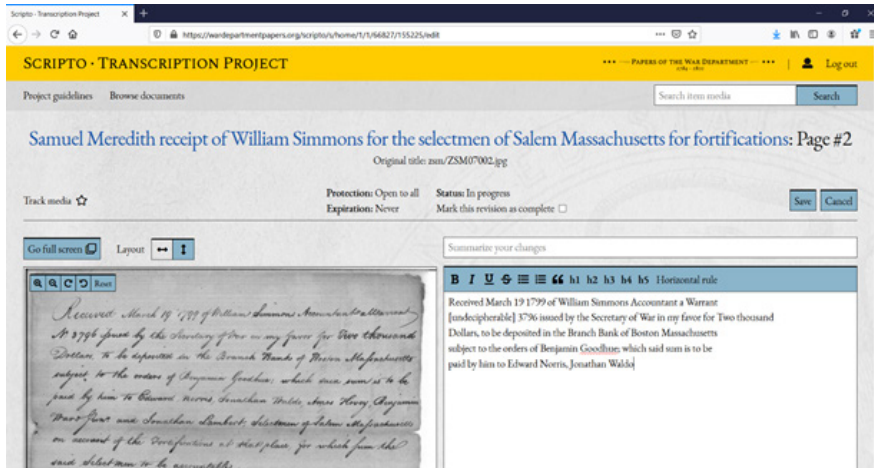 Scripto - Transcription Project
https://wardepartmentpapers.org/scripto/s/home/1/1/66827/155225/edit
SCRIPTO · TRANSCRIPTION PROJECT
PAPERS OF THE WAR DEPARTMENT
Log out
Project guidelines
Browse documents
Search item media
Search
Samuel Meredith receipt of William Simmons for the selectmen of Salem Massachusetts for fortifications: Page #2
Original title: zsn/ZSM07002.jpg
Track media
Protection: Open to all
Expiration: Never
Status: In progress
Mark this revision as complete
Save
Cancel
Go full screen
Layout
Summarize your changes
Reset
Received March 19 1799 of William Simmons Accountant a Warrant
No 3796 issued by the Secretary of War in my favor for Two thousand
Dollars, to be deposited in the Branch Bank of Boston Massachusetts
subject to the orders of Benjamin Goodhue; which said sum is to be
paid by him to Edward Norris, Jonathan Waldo, Amos Hovey, Benjamin
Ward Junr and Jonathan Lambert, Selectmen of Salem Massachusetts
on account of the Fortifications at that place, for which sum the
said Selectmen to be accountable
B I U S h1 h2 h3 h4 h5 Horizontal rule
Received March 19 1799 of William Simmons Accountant a Warrant
[undecipherable] 3796 issued by the Secretary of War in my favor for Two thousand
Dollars, to be deposited in the Branch Bank of Boston Massachusetts
subject to the orders of Benjamin Goodhue; which said sum is to be
paid by him to Edward Norris, Jonathan Waldo